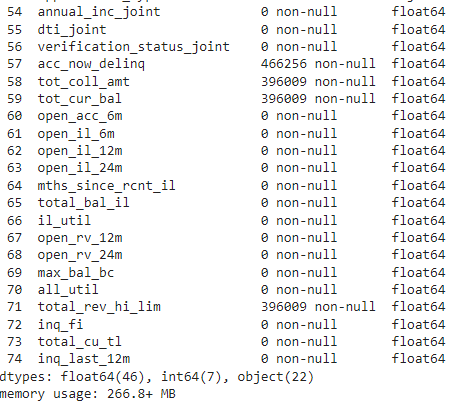 54 annual_inc_joint 0 non-null float64
55 dti_joint 0 non-null float64
56 verification_status_joint 0 non-null float64
57 acc_now_delinq 466256 non-null float64
58 tot_coll_amt 396009 non-null float64
59 tot_cur_bal 396009 non-null float64
60 open_acc_6m 0 non-null float64
61 open_il_6m 0 non-null float64
62 open_il_12m 0 non-null float64
63 open_il_24m 0 non-null float64
64 mths_since_rcnt_il 0 non-null float64
65 total_bal_il 0 non-null float64
66 il_util 0 non-null float64
67 open_rv_12m 0 non-null float64
68 open_rv_24m 0 non-null float64
69 max_bal_bc 0 non-null float64
70 all_util 0 non-null float64
71 total_rev_hi_lim 396009 non-null float64
72 inq_fi 0 non-null float64
73 total_cu_tl 0 non-null float64
74 inq_last_12m 0 non-null float64
dtypes: float64(46), int64(7), object(22)
memory usage: 266.8+ MB